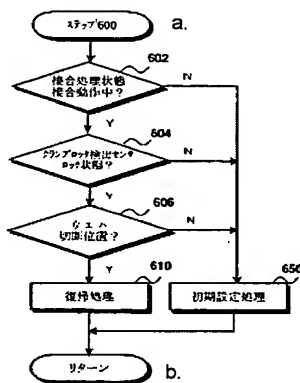 ステップ600
a.
602
接合処理状態
接合動作中?
N
Y
604
クランプロック検出センサ
ロック状態?
N
Y
606
切断位置?
N
Y
610
復帰処理
650
初期設定処理
リターン
b.